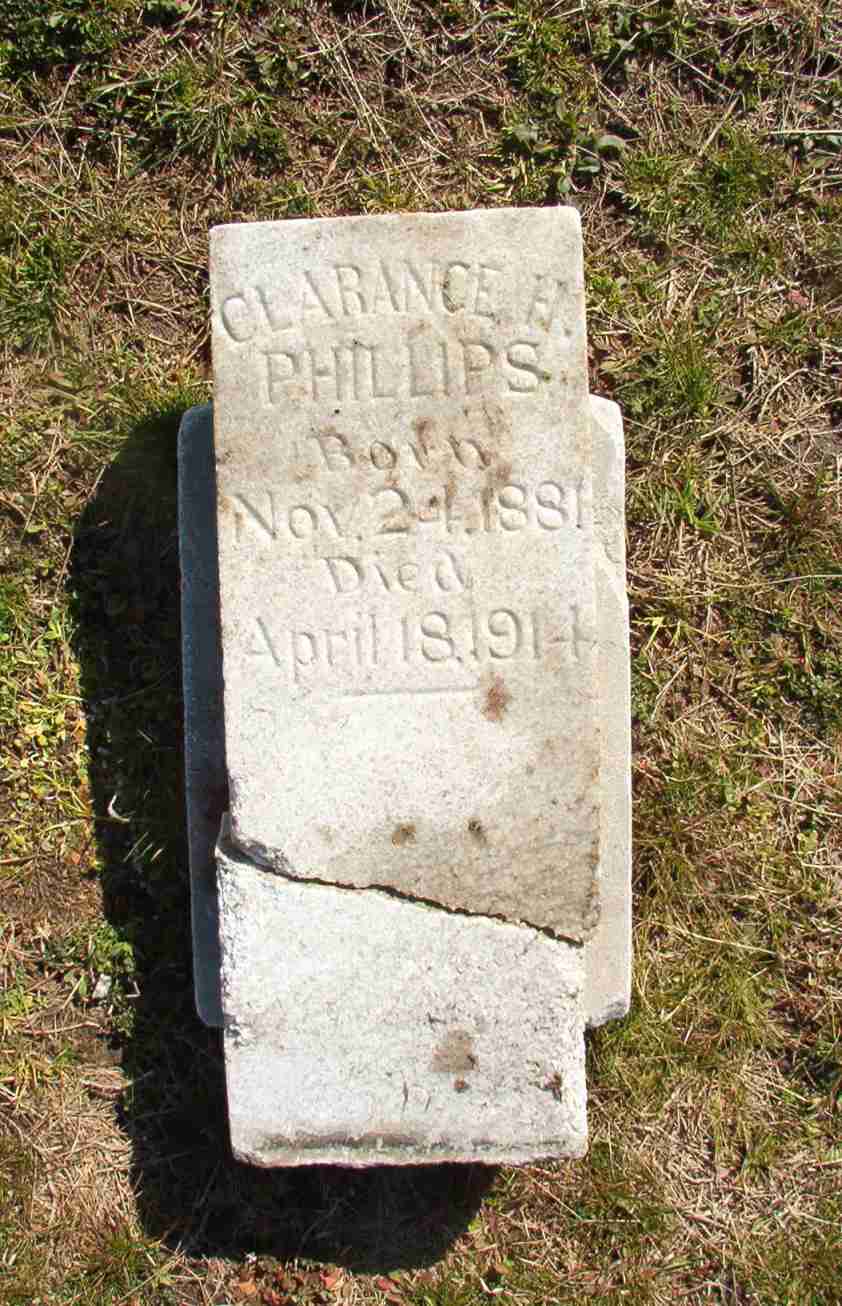 CLARANCE H.
PHILLIPS
Born
Nov. 24. 1881
Died
April 18. 1914